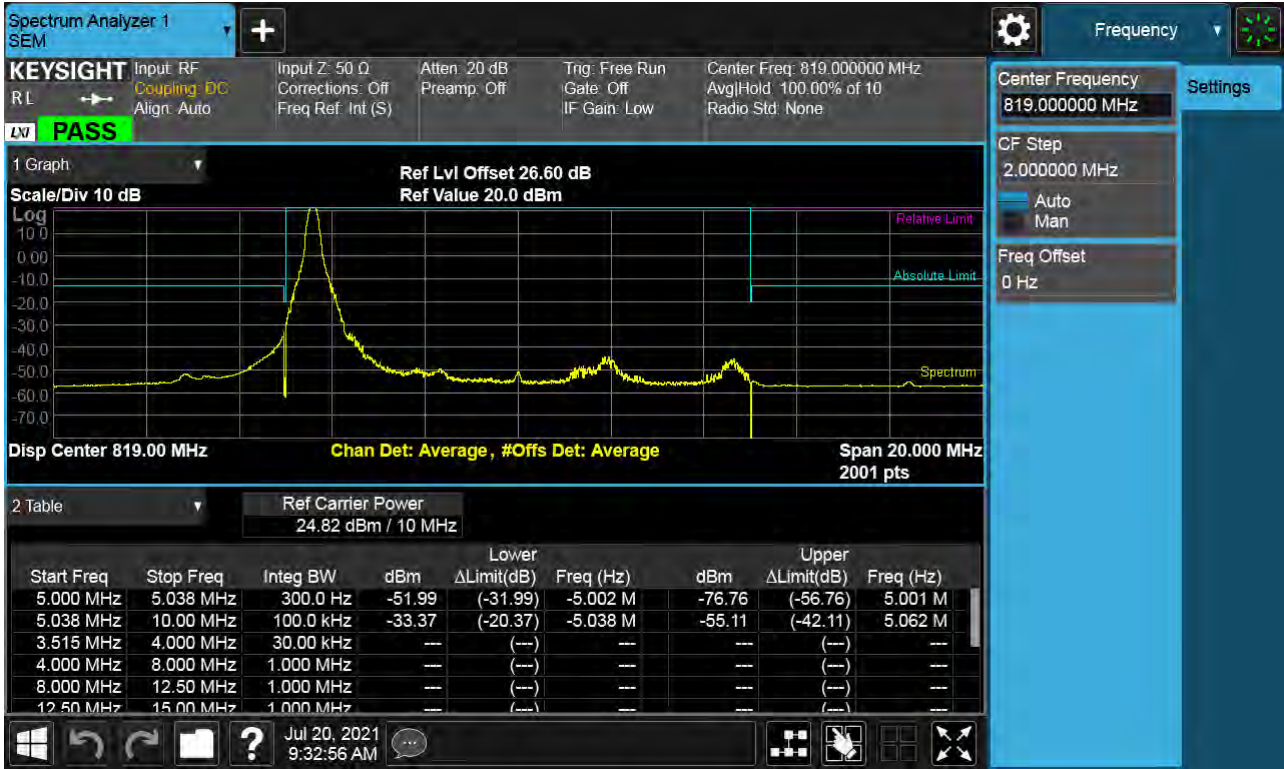 Spectrum Analyzer 1
SEM
Frequency
KEYSIGHT
RL
LXI
PASS
Input: RF
Coupling: DC
Align: Auto
Input Z: 50 Ω
Corrections: Off
Freq Ref: Int (S)
Atten: 20 dB
Preamp: Off
Trig: Free Run
Gate: Off
IF Gain: Low
Center Freq: 819.000000 MHz
Avg|Hold: 100.00% of 10
Radio Std: None
Center Frequency
819.000000 MHz
Settings
CF Step
2.000000 MHz
Auto
Man
Freq Offset
0 Hz
1 Graph
Scale/Div 10 dB
Ref Lvl Offset 26.60 dB
Ref Value 20.0 dBm
Log
10.0
0.00
-10.0
-20.0
-30.0
-40.0
-50.0
-60.0
-70.0
Relative Limit
Absolute Limit
Spectrum
Disp Center 819.00 MHz
Chan Det: Average, #Offs Det: Average
Span 20.000 MHz
2001 pts
2 Table
Ref Carrier Power
24.82 dBm / 10 MHz
Lower Upper
Start Freq Stop Freq Integ BW dBm ΔLimit(dB) Freq (Hz) dBm ΔLimit(dB) Freq (Hz)
5.000 MHz 5.038 MHz 300.0 Hz -51.99 (-31.99) -5.002 M -76.76 (-56.76) 5.001 M
5.038 MHz 10.00 MHz 100.0 kHz -33.37 (-20.37) -5.038 M -55.11 (-42.11) 5.062 M
3.515 MHz 4.000 MHz 30.00 kHz --- (---) --- --- (---) ---
4.000 MHz 8.000 MHz 1.000 MHz --- (---) --- --- (---) ---
8.000 MHz 12.50 MHz 1.000 MHz --- (---) --- --- (---) ---
12.50 MHz 15.00 MHz 1.000 MHz --- (---) --- --- (---) ---
?
Jul 20, 2021
9:32:56 AM